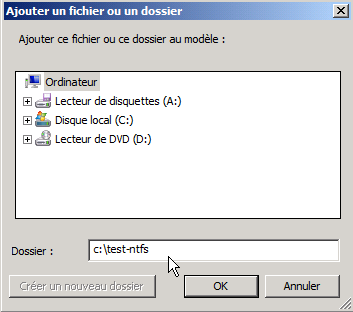 Ajouter un fichier ou un dossier
Ajouter ce fichier ou ce dossier au modèle :
Ordinateur
Lecteur de disquettes (A:)
Disque local (C:)
Lecteur de DVD (D:)
Dossier : c:\test-ntfs
Créer un nouveau dossier OK Annuler